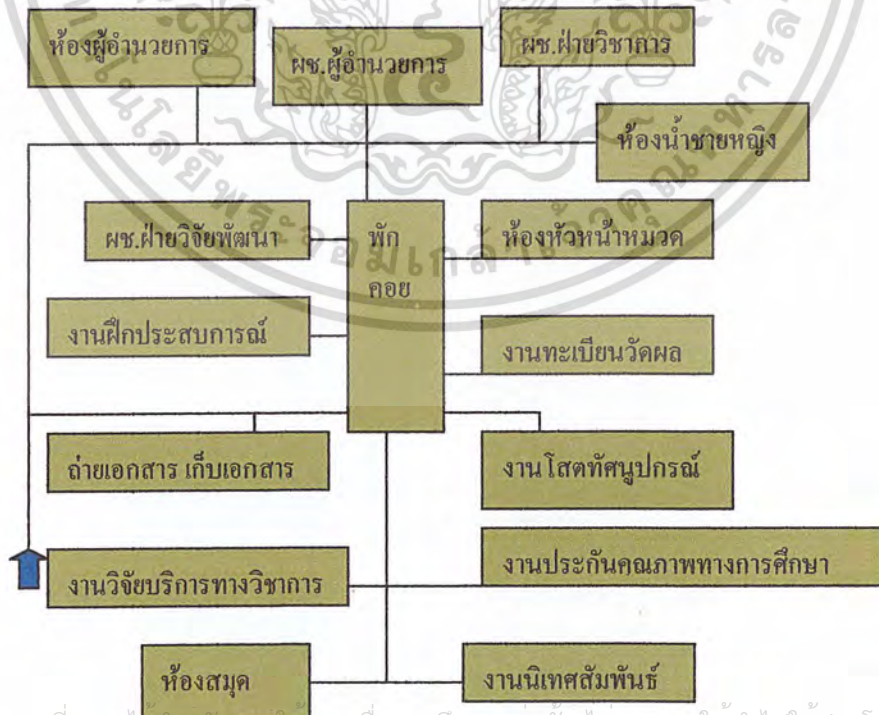 ห้องผู้อำนวยการ
ผช.ผู้อำนวยการ
ผช.ฝ่ายวิชาการ
ห้องน้ำชายหญิง
ผช.ฝ่ายวิจัยพัฒนา
พัก
คอย
ห้องหัวหน้าหมวด
งานฝึกประสบการณ์
งานทะเบียนวัดผล
ถ่ายเอกสาร เก็บเอกสาร
งานโสตทัศนูปกรณ์
งานวิจัยบริการทางวิชาการ
งานประกันคุณภาพทางการศึกษา
ห้องสมุด
งานนิเทศสัมพันธ์